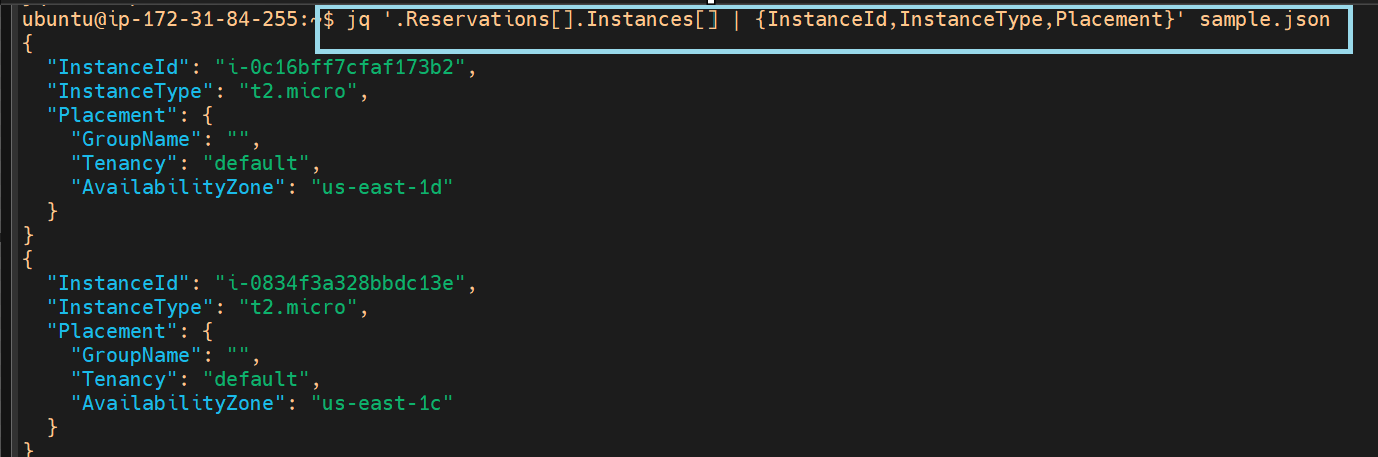 ubuntu@ip-172-31-84-255:~$ jq '.Reservations[].Instances[] | {InstanceId,InstanceType,Placement}' sample.json
{
  "InstanceId": "i-0c16bff7cfaf173b2",
  "InstanceType": "t2.micro",
  "Placement": {
    "GroupName": "",
    "Tenancy": "default",
    "AvailabilityZone": "us-east-1d"
  }
}
{
  "InstanceId": "i-0834f3a328bbdc13e",
  "InstanceType": "t2.micro",
  "Placement": {
    "GroupName": "",
    "Tenancy": "default",
    "AvailabilityZone": "us-east-1c"
  }
}